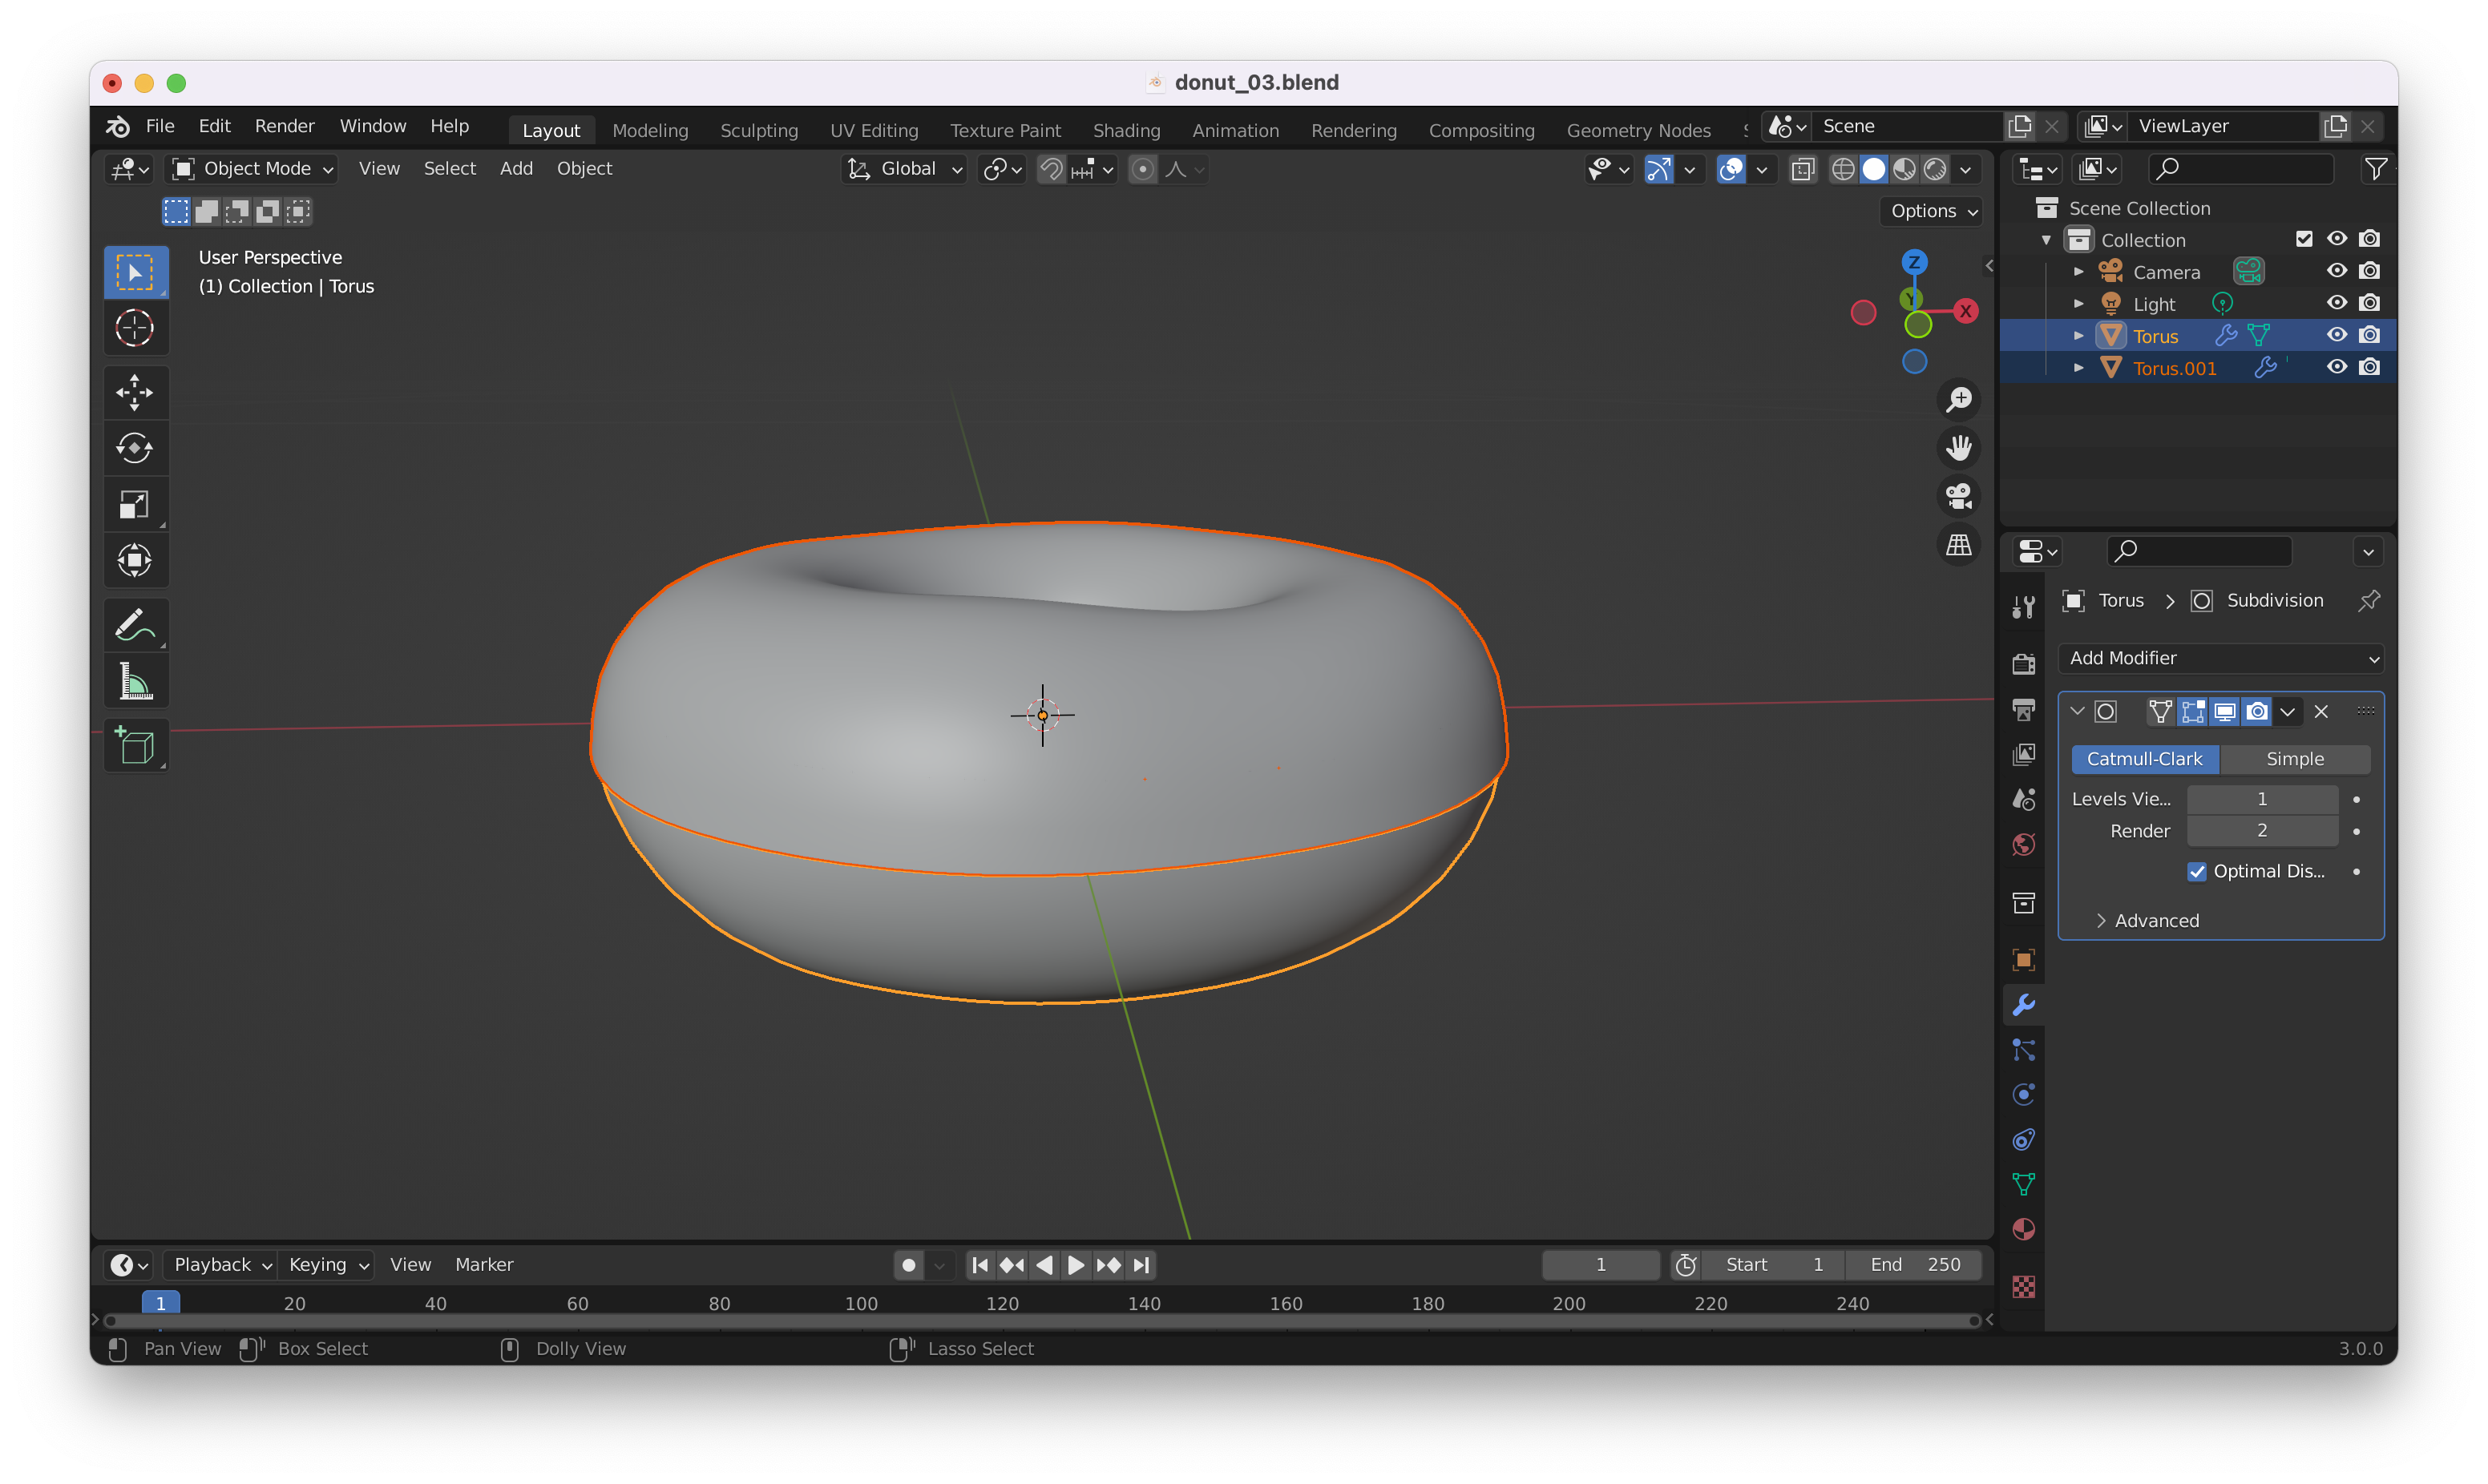 donut_03.blend
File Edit Render Window Help Layout Modeling Sculpting UV Editing Texture Paint Shading Animation Rendering Compositing Geometry Nodes Scene ViewLayer
Object Mode View Select Add Object Global
Options
User Perspective
(1) Collection | Torus
Z
Y
X
Scene Collection
Collection
Camera
Light
Torus
Torus.001
Torus Subdivision
Add Modifier
Catmull-Clark Simple
Levels Vie... 1
Render 2
Optimal Dis...
Advanced
Playback Keying View Marker 1 Start 1 End 250
1 20 40 60 80 100 120 140 160 180 200 220 240
Pan View Box Select Dolly View Lasso Select 3.0.0